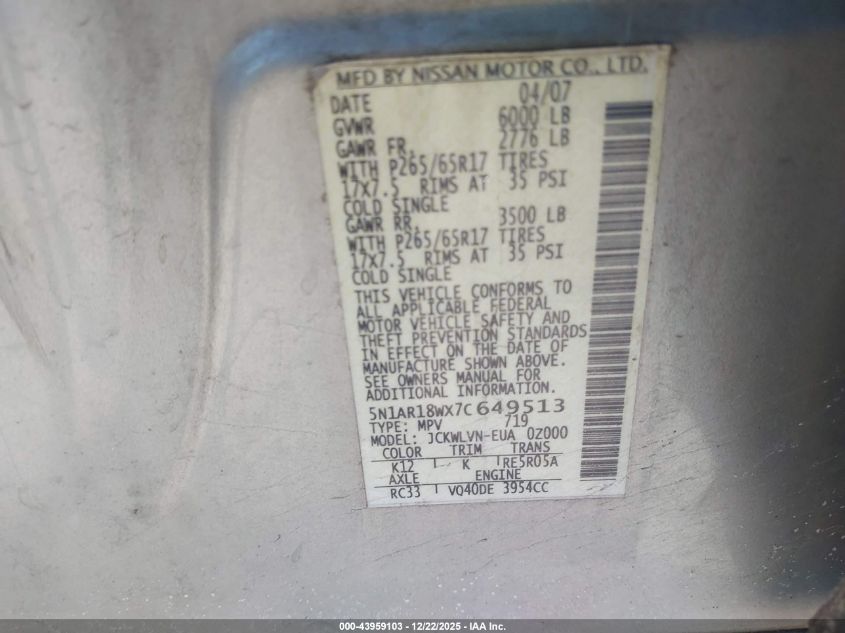 MFD BY NISSAN MOTOR CO., LTD.
DATE 04/07
GVWR 6000 LB
GAWR FR. 2776 LB
WITH P265/65R17 TIRES
17X7.5 RIMS AT 35 PSI
COLD SINGLE
GAWR RR. 3500 LB
WITH P265/65R17 TIRES
17X7.5 RIMS AT 35 PSI
COLD SINGLE
THIS VEHICLE CONFORMS TO
ALL APPLICABLE FEDERAL
MOTOR VEHICLE SAFETY AND
THEFT PREVENTION STANDARDS
IN EFFECT ON THE DATE OF
MANUFACTURE SHOWN ABOVE.
SEE OWNERS MANUAL FOR
ADDITIONAL INFORMATION.
5N1AR18WX7C649513
TYPE: MPV 719
MODEL: JCKWLVN-EUA 0Z000
COLOR TRIM TRANS
K12 K RE5R05A
AXLE ENGINE
RC33 VQ40DE 3954CC
000-43959103 - 12/22/2025 - IAA Inc.